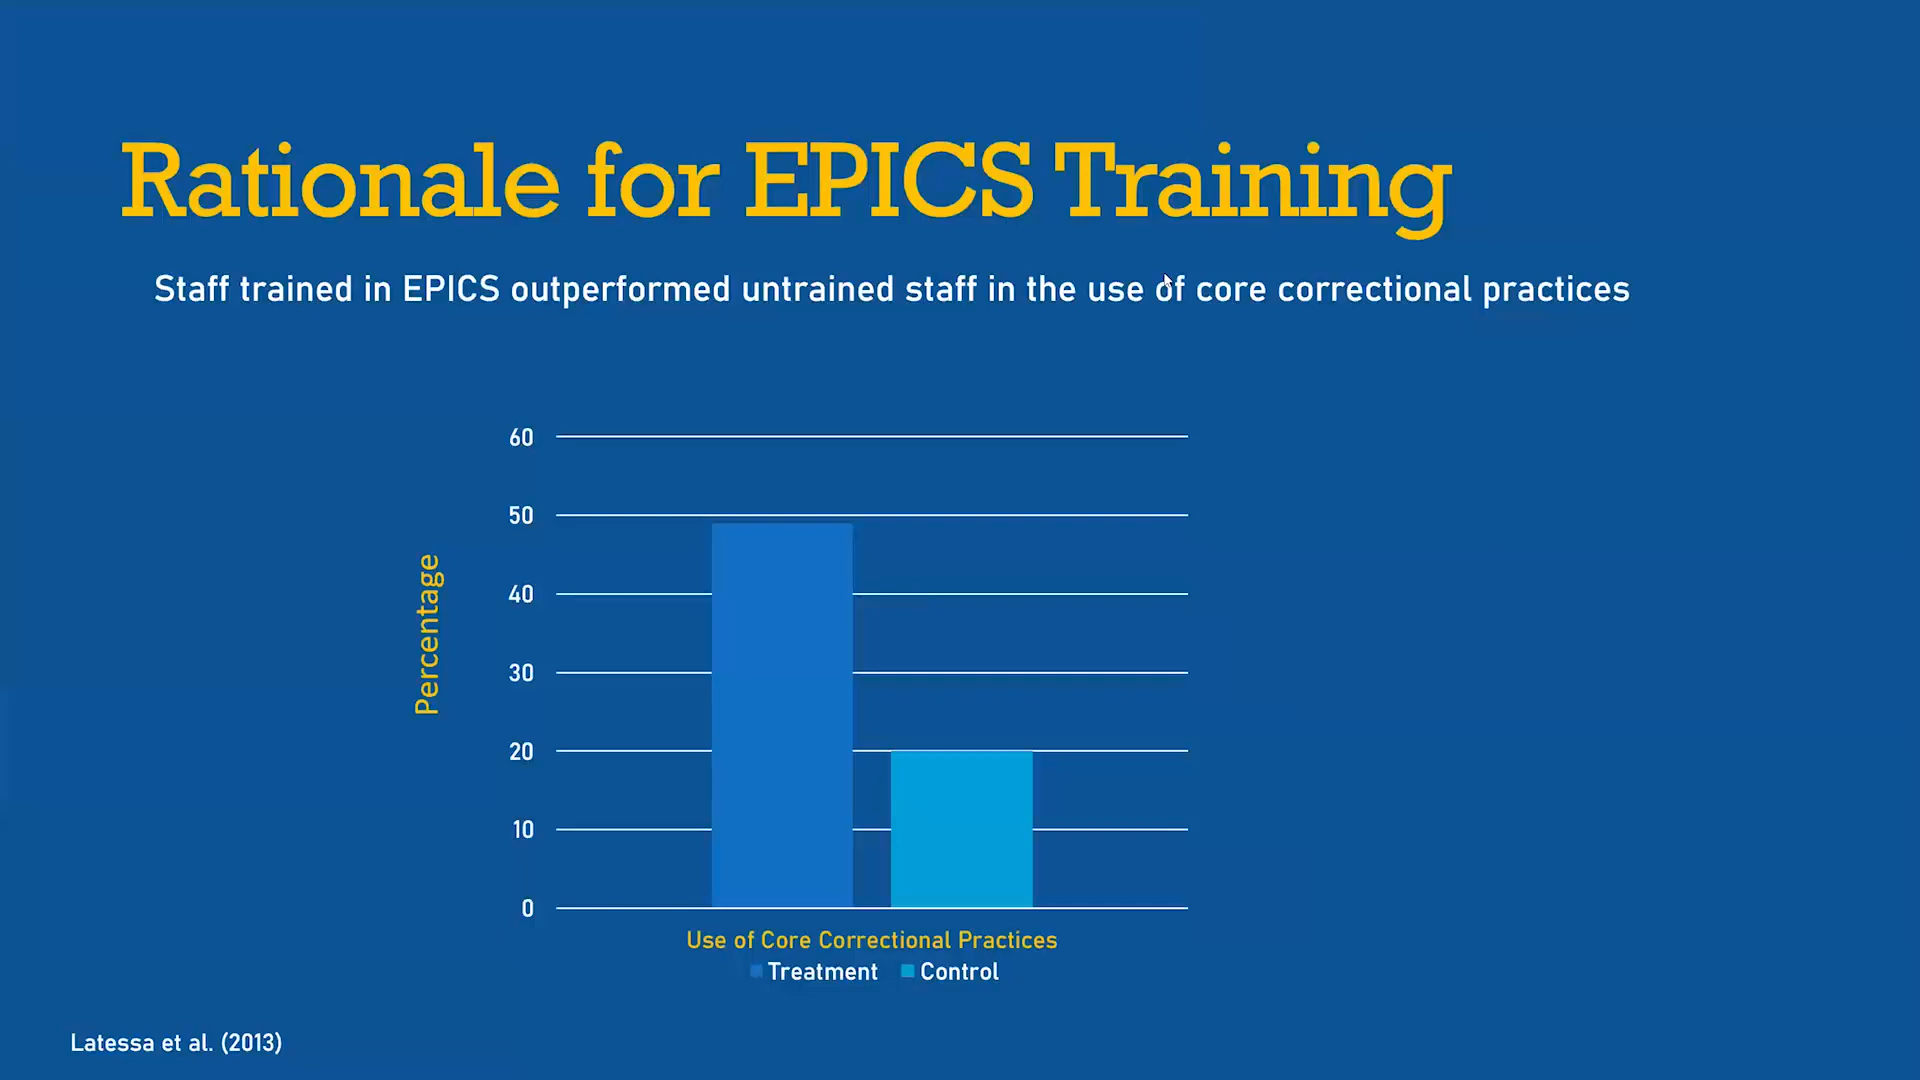 Rationale for EPICS Training
Staff trained in EPICS outperformed untrained staff in the use of core correctional practices
60
50
40
30
20
10
0
Percentage
Use of Core Correctional Practices
Treatment Control
Latessa et al. (2013)